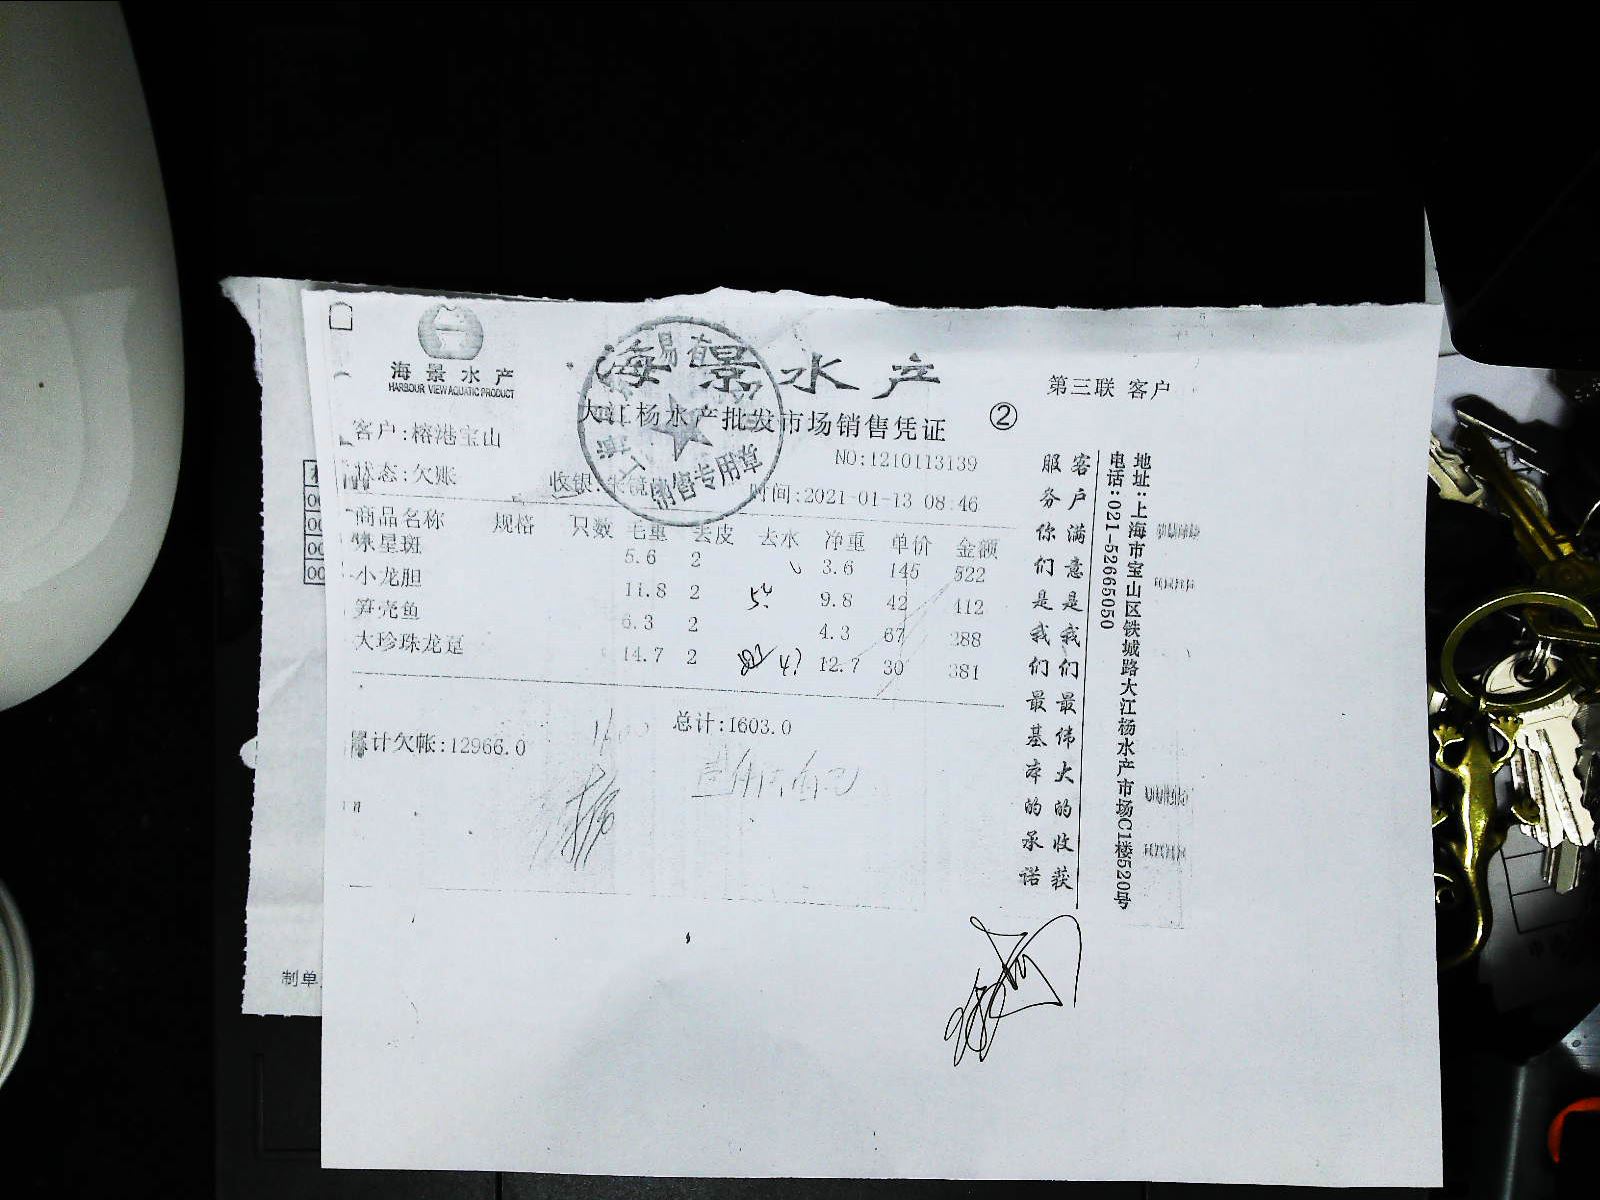 海景水产
HARBOUR VIEW AQUATIC PRODUCT
海景水产
第三联 客户
大江杨水产批发市场销售凭证 ②
客户:榕港宝山
NO:1210113139
状态:欠账 收银: 时间:2021-01-13 08:46
销售专用章
商品名称 规格 只数 毛重 去皮 去水 净重 单价 金额
东星斑 5.6 2 3.6 145 522
小龙胆 11.8 2 9.8 42 412
笋壳鱼 6.3 2 4.3 67 288
大珍珠龙趸 14.7 2 12.7 30 381
总计:1603.0
累计欠帐:12966.0
客户满意是我们最伟大的收获
服务你们是我们最基本的承诺
地址:上海市宝山区铁城路大江杨水产市场C1楼520号
电话:021-52665050
制单